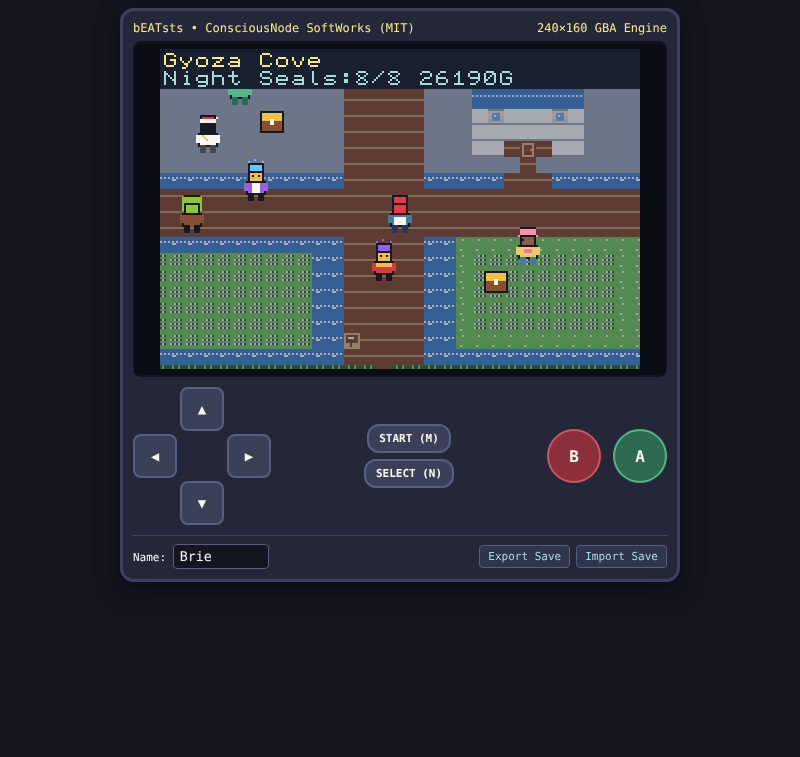 bEATsts • ConsciousNode SoftWorks (MIT) 240×160 GBA Engine
Gyoza Cove
Night Seals:8/8 26190G
▲
◀ ▶
▼
START (M)
SELECT (N)
B A
Name: Brie Export Save Import Save